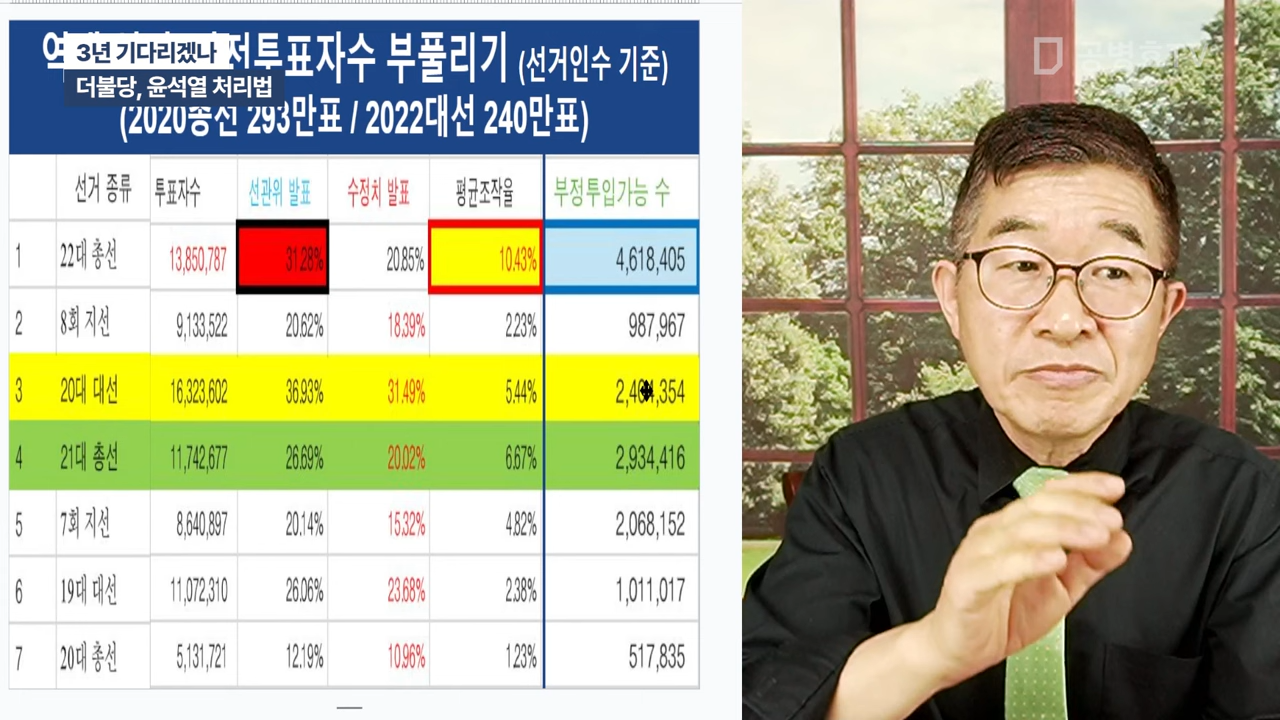 3년 기다리겠나
더불당, 윤석열 처리법
투표자수 부풀리기 (선거인수 기준)
(2020총선 293만표 / 2022대선 240만표)
선거 종류 투표자수 선관위 발표 수정치 발표 평균조작율 부정투입가능 수
1 22대 총선 13,850,787 31.28% 20.85% 10.43% 4,618,405
2 8회 지선 9,133,522 20.62% 18.39% 2.23% 987,967
3 20대 대선 16,323,602 36.93% 31.49% 5.44%
4 21대 총선 11,742,677 26.69% 20.02% 6.67% 2,934,416
5 7회 지선 8,640,897 20.14% 15.32% 4.82% 2,068,152
6 19대 대선 11,072,310 26.06% 23.68% 2.38% 1,011,017
7 20대 총선 5,131,721 12.19% 10.96% 1.23% 517,835